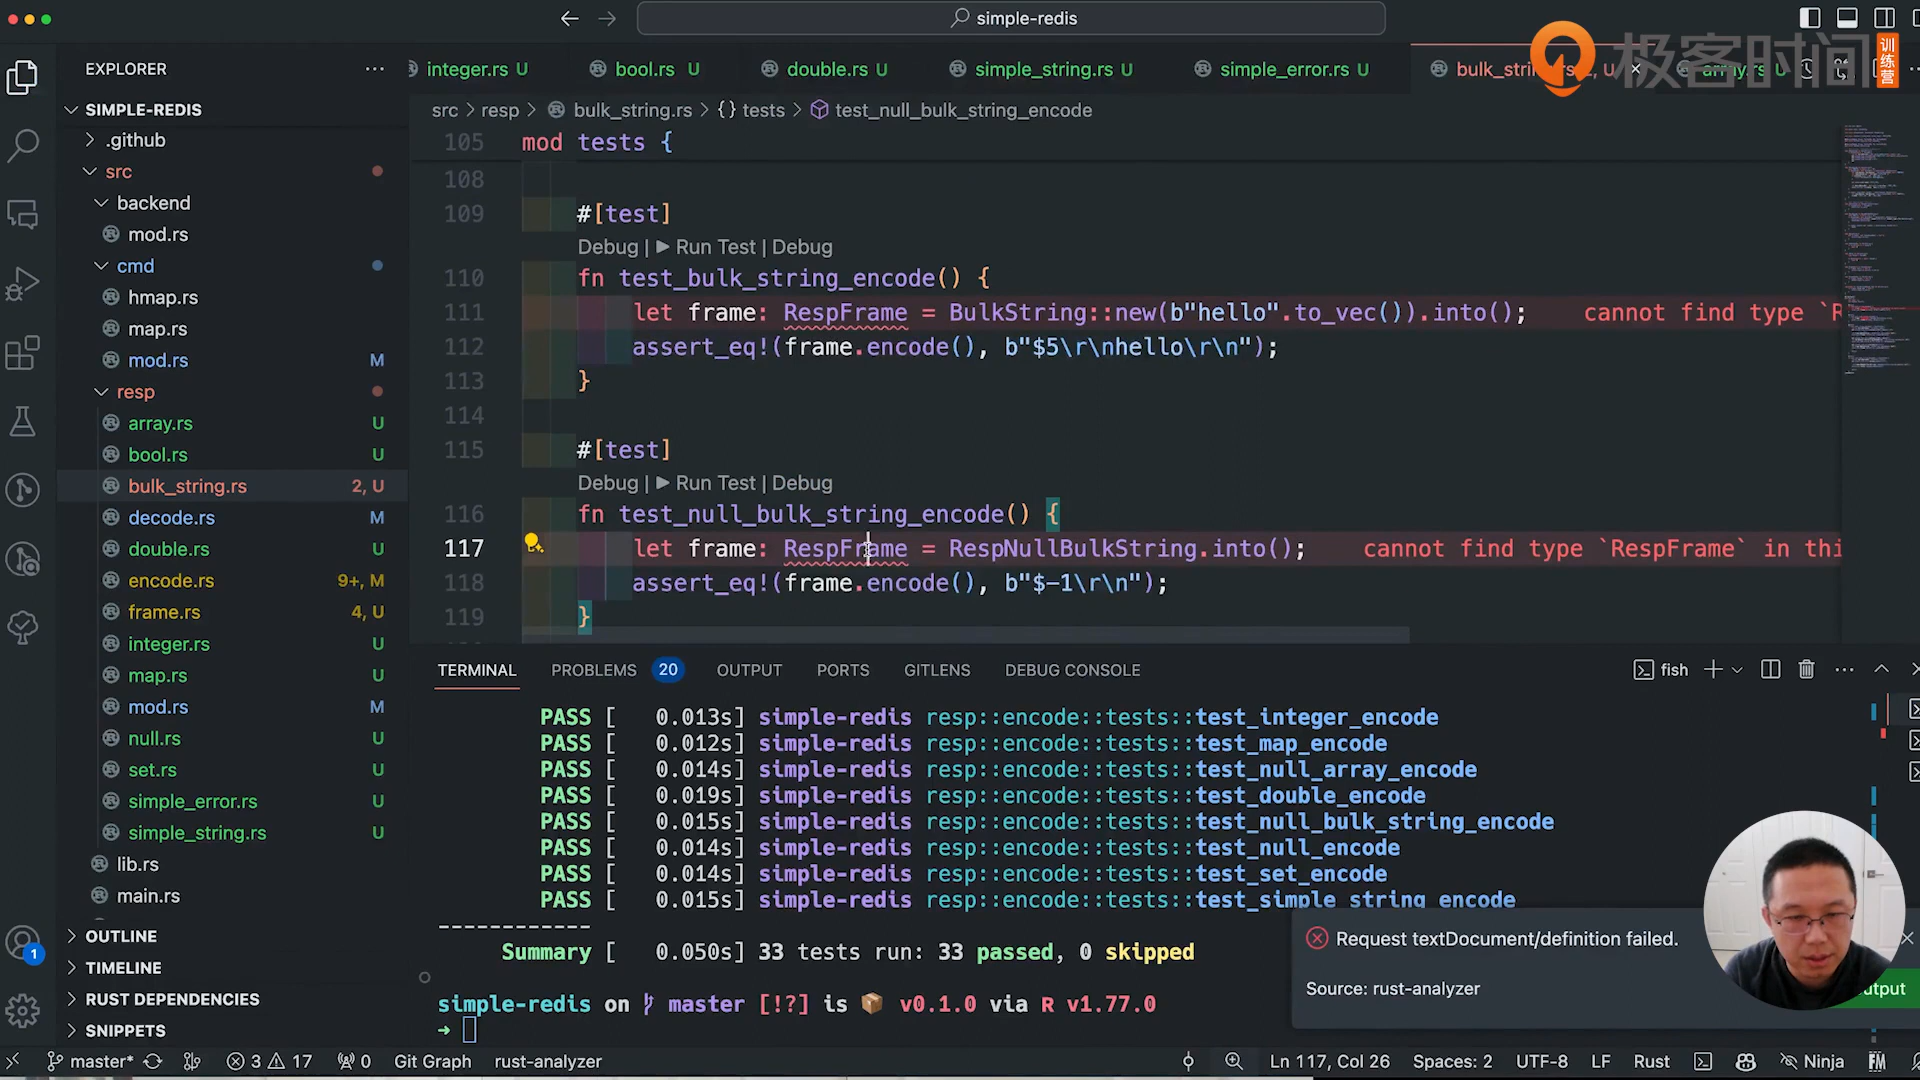 simple-redis
极客时间 训练营
EXPLORER
integer.rs U
bool.rs U
double.rs U
simple_string.rs U
simple_error.rs U
SIMPLE-REDIS
.github
src
backend
mod.rs
cmd
hmap.rs
map.rs
mod.rs M
resp
array.rs U
bool.rs U
bulk_string.rs 2, U
decode.rs M
double.rs U
encode.rs 9+, M
frame.rs 4, U
integer.rs U
map.rs U
mod.rs M
null.rs U
set.rs U
simple_error.rs U
simple_string.rs U
lib.rs
main.rs
OUTLINE
TIMELINE
RUST DEPENDENCIES
SNIPPETS
src > resp > bulk_string.rs > {} tests > test_null_bulk_string_encode
105 mod tests {
108
109 #[test]
Debug | ▶ Run Test | Debug
110 fn test_bulk_string_encode() {
111 let frame: RespFrame = BulkString::new(b"hello".to_vec()).into(); cannot find type `R
112 assert_eq!(frame.encode(), b"$5\r\nhello\r\n");
113 }
114
115 #[test]
Debug | ▶ Run Test | Debug
116 fn test_null_bulk_string_encode() {
117 let frame: RespFrame = RespNullBulkString.into(); cannot find type `RespFrame` in thi
118 assert_eq!(frame.encode(), b"$-1\r\n");
119 }
TERMINAL PROBLEMS 20 OUTPUT PORTS GITLENS DEBUG CONSOLE
fish
PASS [ 0.013s] simple-redis resp::encode::tests::test_integer_encode
PASS [ 0.012s] simple-redis resp::encode::tests::test_map_encode
PASS [ 0.014s] simple-redis resp::encode::tests::test_null_array_encode
PASS [ 0.019s] simple-redis resp::encode::tests::test_double_encode
PASS [ 0.015s] simple-redis resp::encode::tests::test_null_bulk_string_encode
PASS [ 0.014s] simple-redis resp::encode::tests::test_null_encode
PASS [ 0.014s] simple-redis resp::encode::tests::test_set_encode
PASS [ 0.015s] simple-redis resp::encode::tests::test_simple_string_encode
------------
Summary [ 0.050s] 33 tests run: 33 passed, 0 skipped
simple-redis on master [!?] is 📦 v0.1.0 via R v1.77.0
➜
Request textDocument/definition failed.
Source: rust-analyzer
1
master* 3 17 0 Git Graph rust-analyzer
Ln 117, Col 26 Spaces: 2 UTF-8 LF Rust Ninja